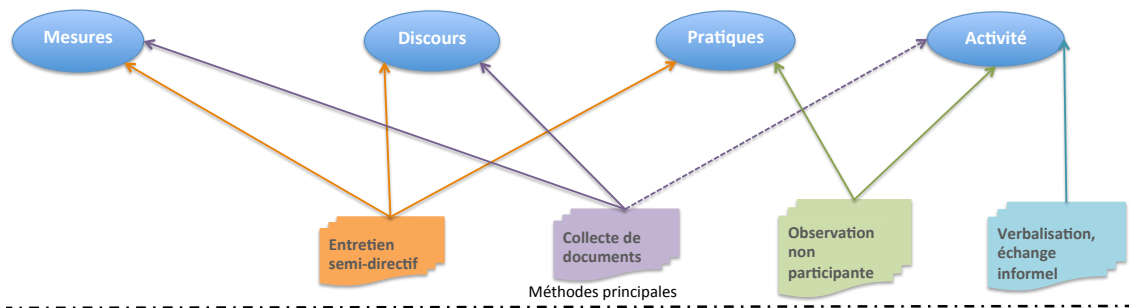 Mesures
Discours
Pratiques
Activité
Entretien
semi-directif
Collecte de
documents
Observation
non
participante
Verbalisation,
échange
informel
Méthodes principales